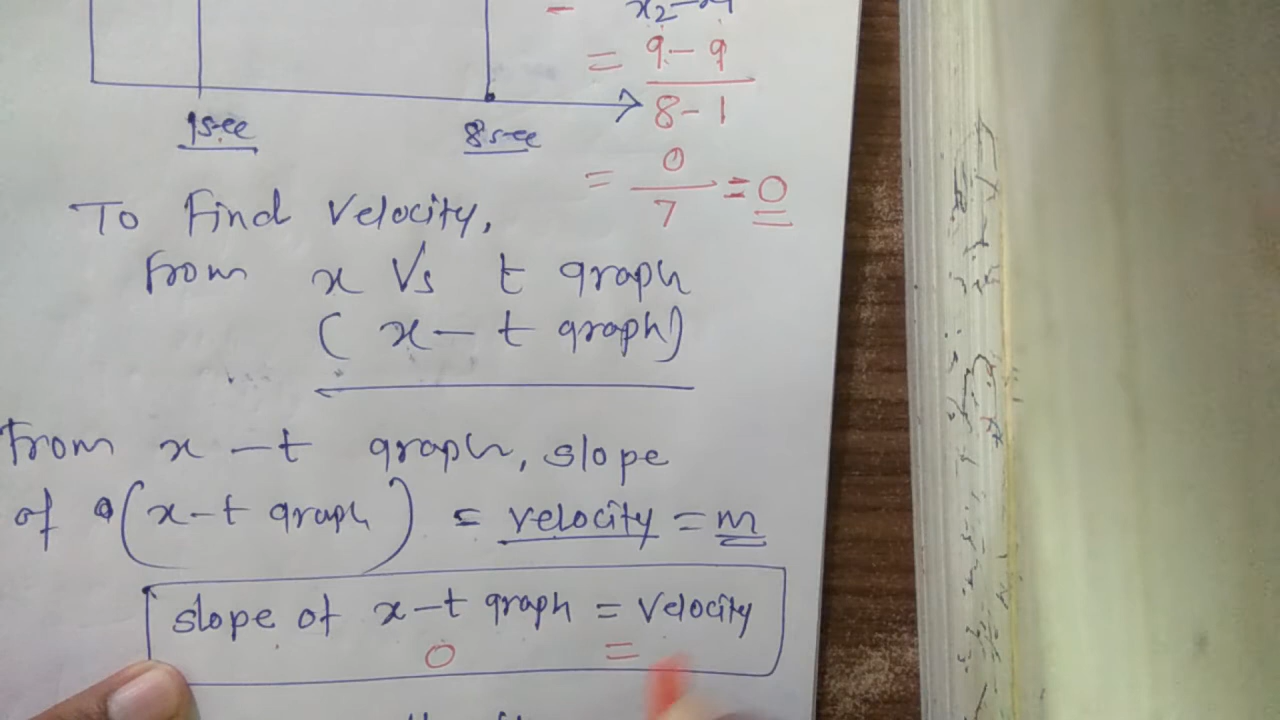 = 9-9
8-1
= 0
7 = 0
1sec 8sec
To Find Velocity,
From x Vs t graph
(x-t graph)
From x-t graph, slope
of (x-t graph) = velocity = m
slope of x-t graph = velocity
0 =